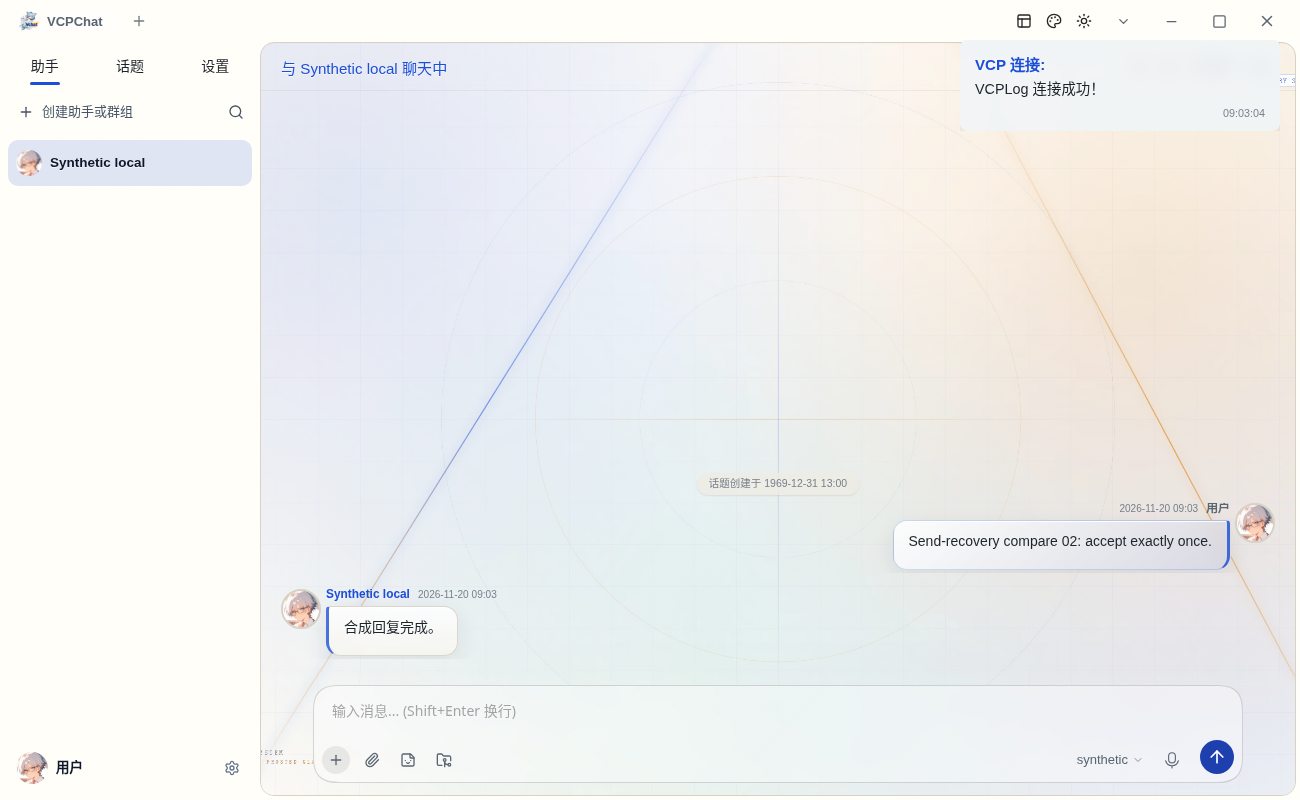 VCPChat
助手
话题
设置
创建助手或群组
Synthetic local
用户
与 Synthetic local 聊天中
VCP 连接:
VCPLog 连接成功!
09:03:04
话题创建于 1969-12-31 13:00
2026-11-20 09:03 用户
Send-recovery compare 02: accept exactly once.
Synthetic local 2026-11-20 09:03
合成回复完成。
输入消息... (Shift+Enter 换行)
synthetic